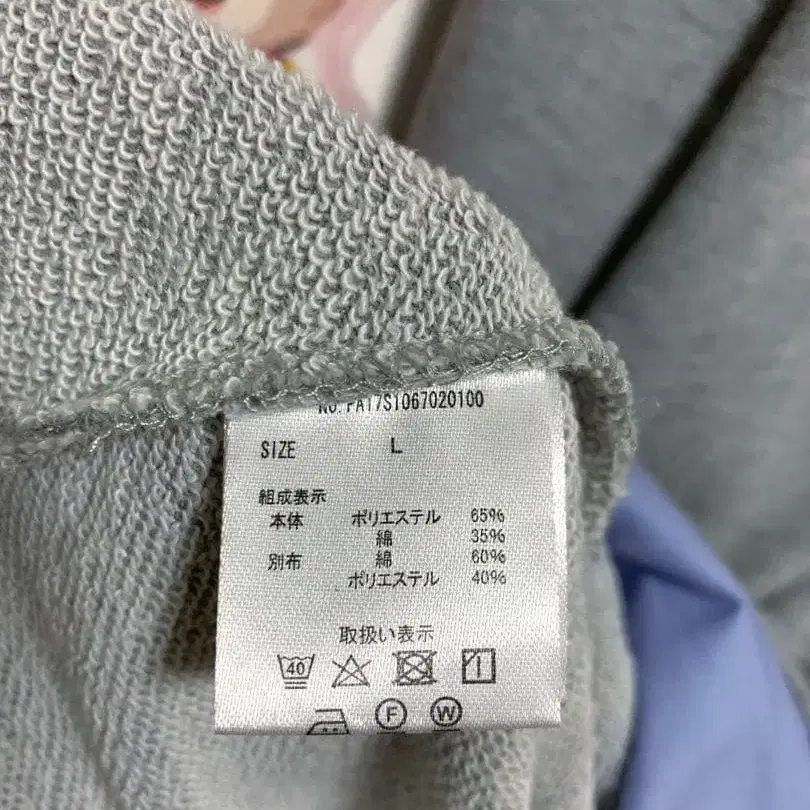 NO.PA17S1067020100
SIZE L
組成表示
本体 ポリエステル 65%
綿 35%
別布 綿 60%
ポリエステル 40%
取扱い表示
40
F W